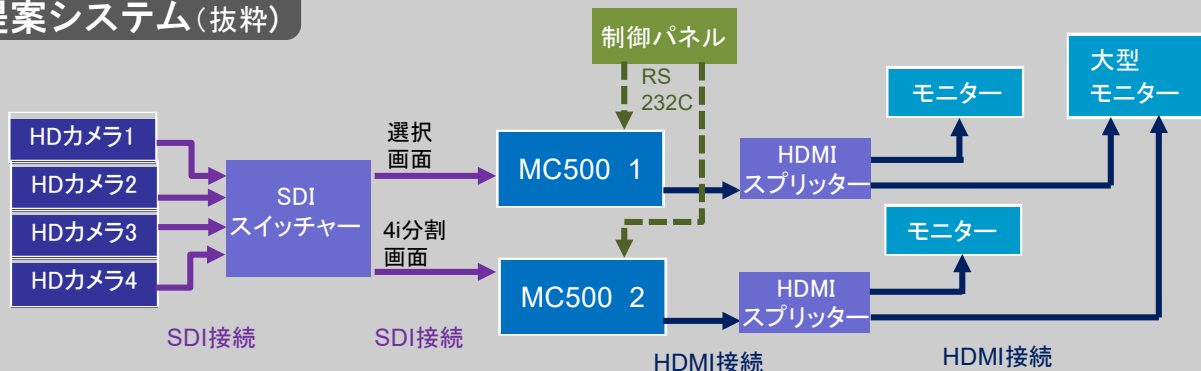 提案システム(抜粋)
制御パネル
RS
232C
大型
モニター
モニター
HDカメラ1
HDカメラ2
HDカメラ3
HDカメラ4
SDI
スイッチャー
選択
画面
4i分割
画面
MC500 1
MC500 2
HDMI
スプリッター
モニター
HDMI
スプリッター
SDI接続
SDI接続
HDMI接続
HDMI接続